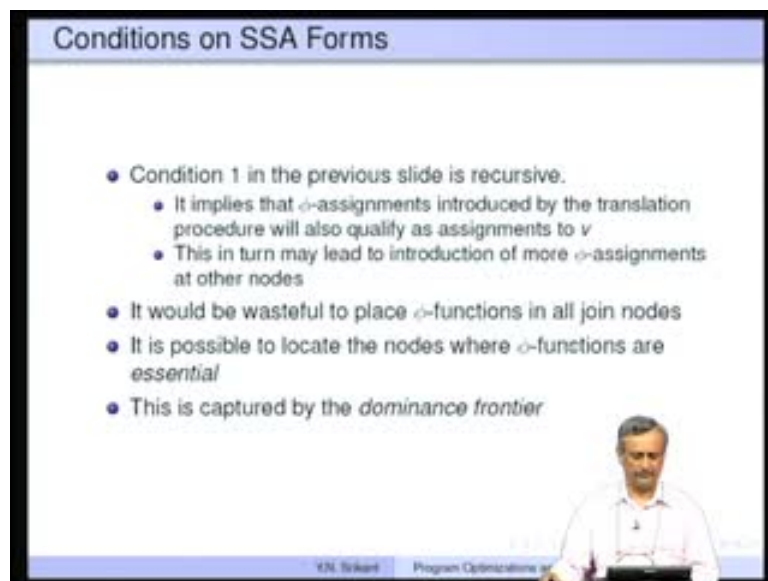 Conditions on SSA Forms
Condition 1 in the previous slide is recursive.
It implies that ϕ-assignments introduced by the translation
procedure will also qualify as assignments to v
This in turn may lead to introduction of more ϕ-assignments
at other nodes
It would be wasteful to place ϕ-functions in all join nodes
It is possible to locate the nodes where ϕ-functions are
essential
This is captured by the dominance frontier
Y.N. Srikant Program Optimizations